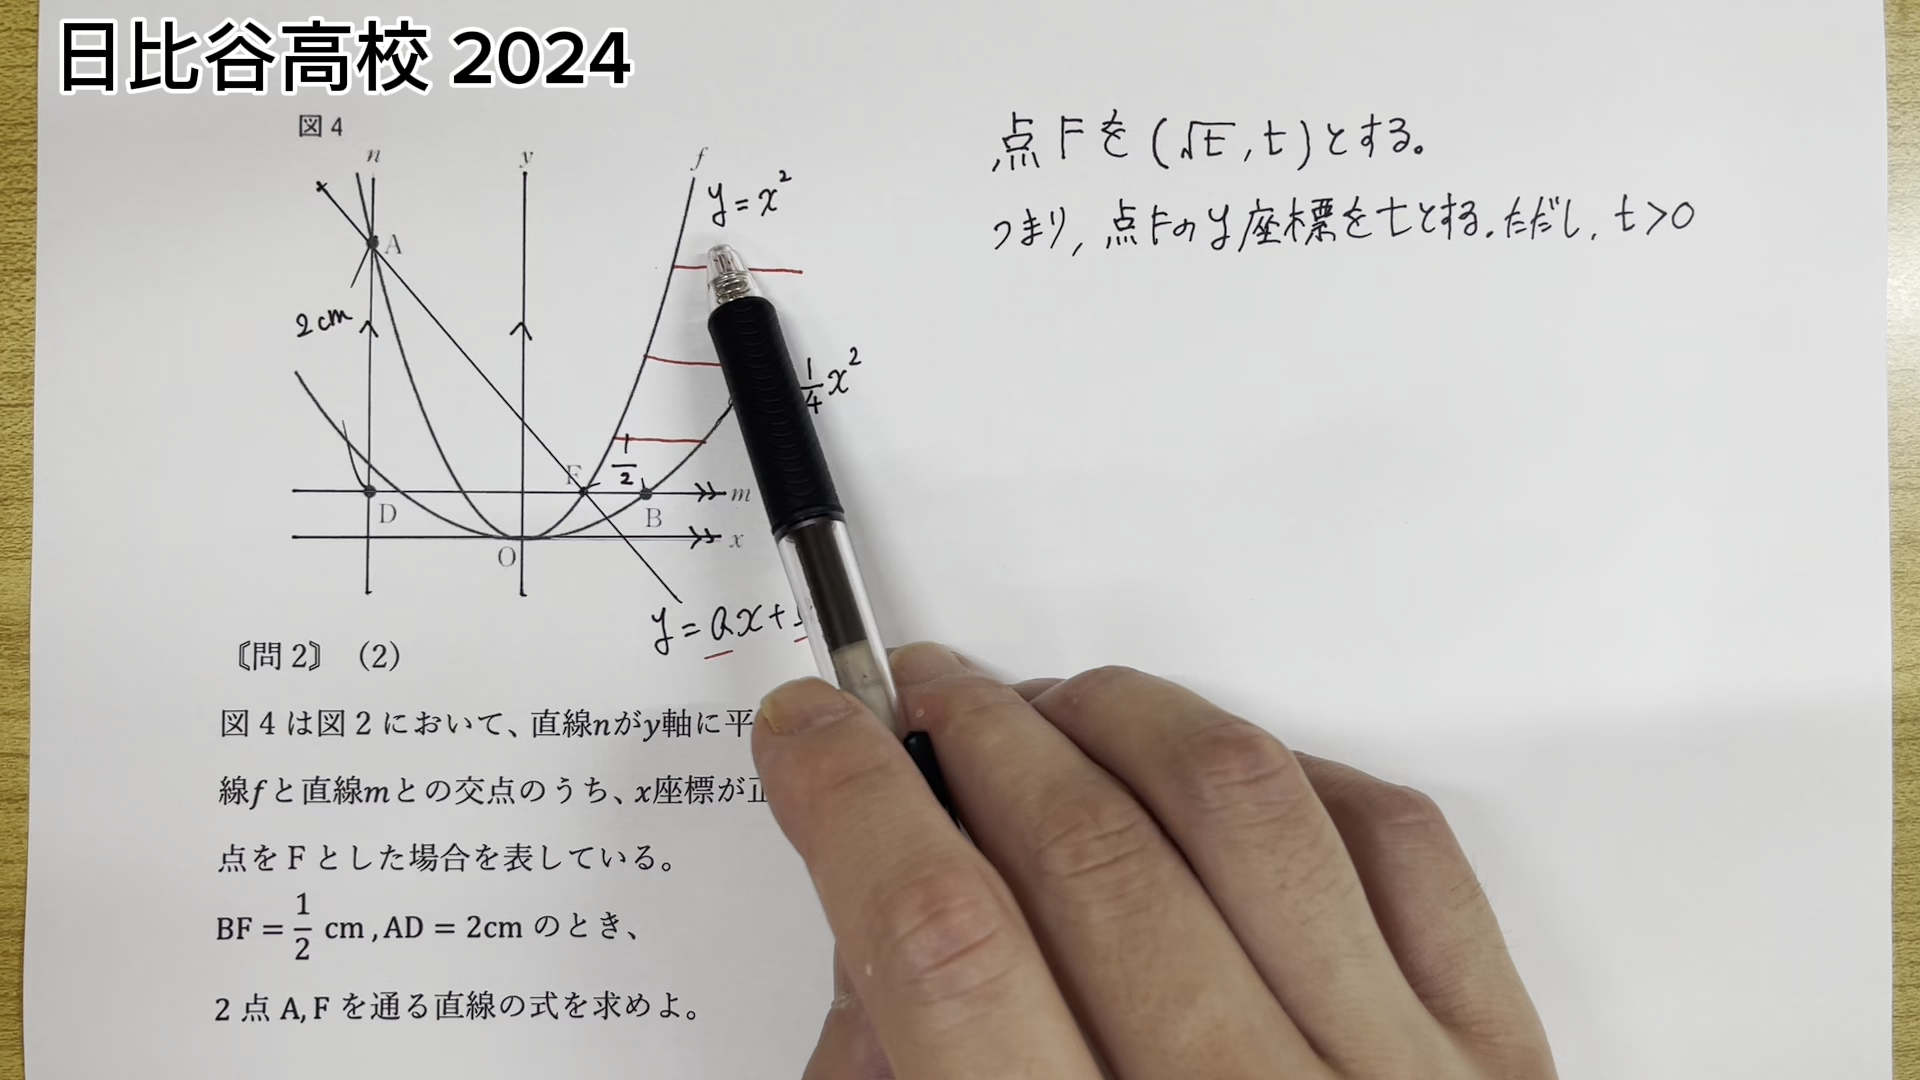 日比谷高校 2024
図4
n
y
f
y=x²
A
2cm
1/4x²
F
1/2
m
D
B
x
O
y=ax+
点Fを(√t,t)とする。
つまり,点Fのy座標をtとする.ただし,t>0
〘問2〙(2)
図4は図2において、直線nがy軸に平
線fと直線mとの交点のうち、x座標が正
点をFとした場合を表している。
BF=1/2 cm,AD=2cmのとき、
2点A,Fを通る直線の式を求めよ。